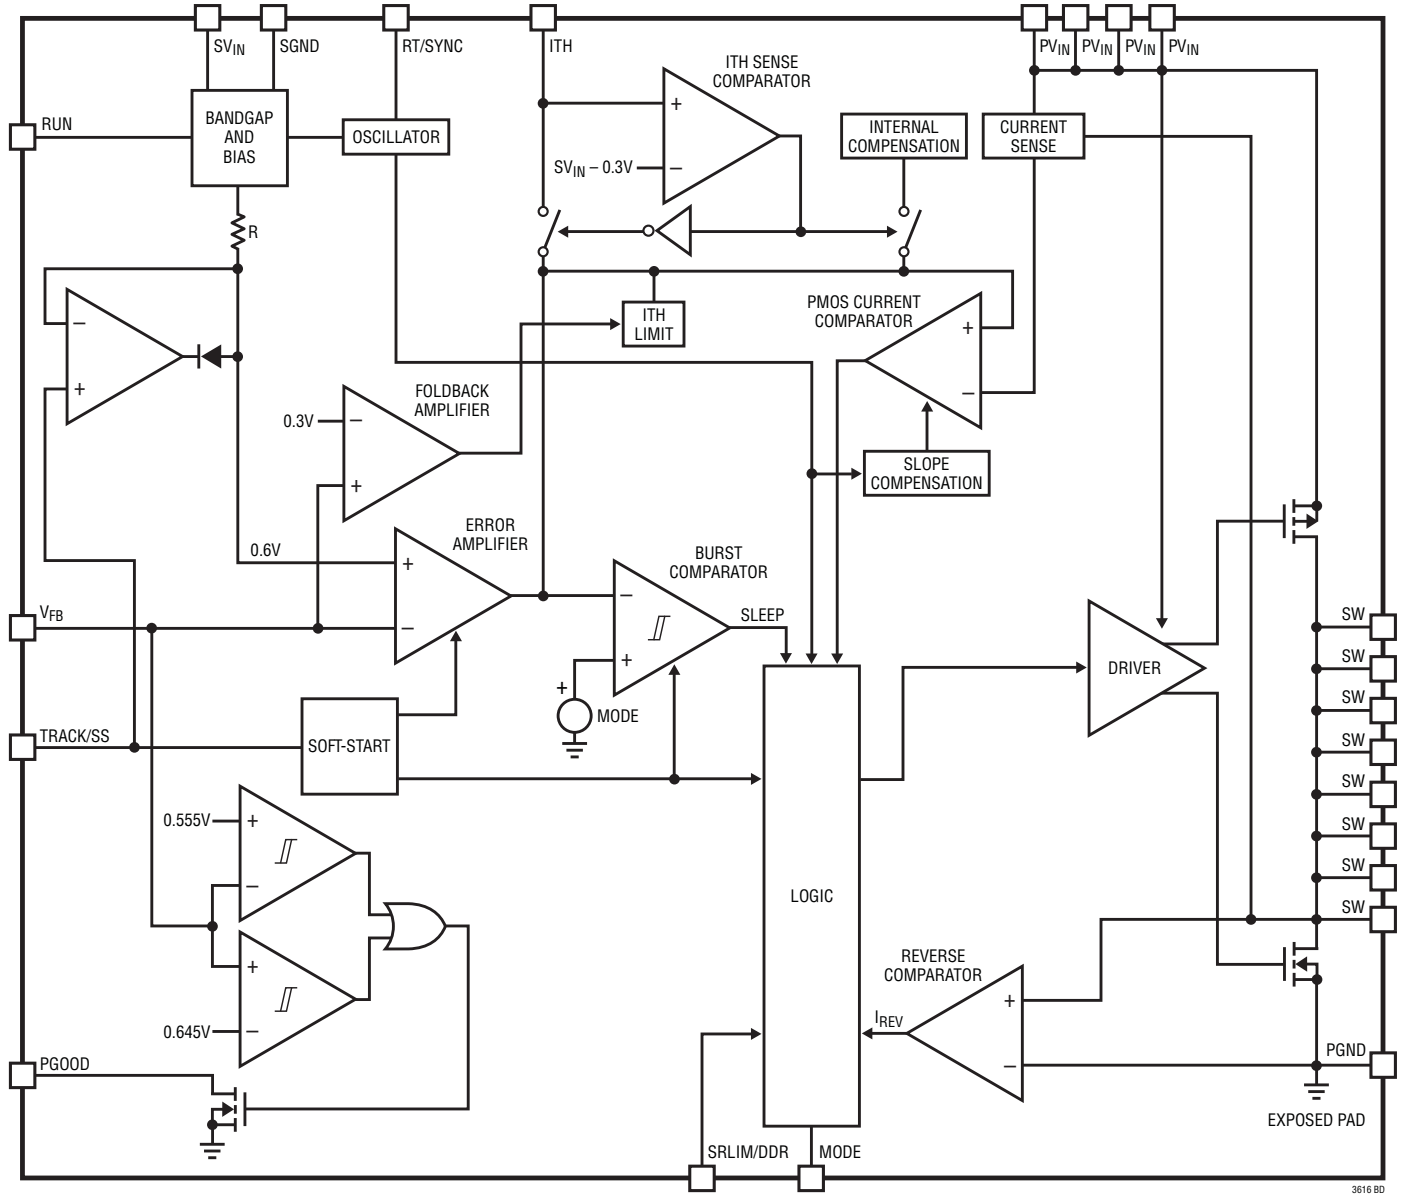 SVIN
SGND
RT/SYNC
ITH
PVIN
PVIN
PVIN
PVIN
ITH SENSE
COMPARATOR
RUN
BANDGAP
AND
BIAS
OSCILLATOR
+
SVIN – 0.3V
–
INTERNAL
COMPENSATION
CURRENT
SENSE
R
ITH
LIMIT
PMOS CURRENT
COMPARATOR
+
–
–
+
FOLDBACK
AMPLIFIER
0.3V
–
+
SLOPE
COMPENSATION
ERROR
AMPLIFIER
0.6V
+
–
BURST
COMPARATOR
–
+
SLEEP
VFB
+
MODE
DRIVER
SW
SW
SW
SW
SW
SW
SW
SW
TRACK/SS
SOFT-START
0.555V
+
–
+
0.645V
–
LOGIC
REVERSE
COMPARATOR
+
–
IREV
PGOOD
PGND
EXPOSED PAD
SRLIM/DDR
MODE
3616 BD